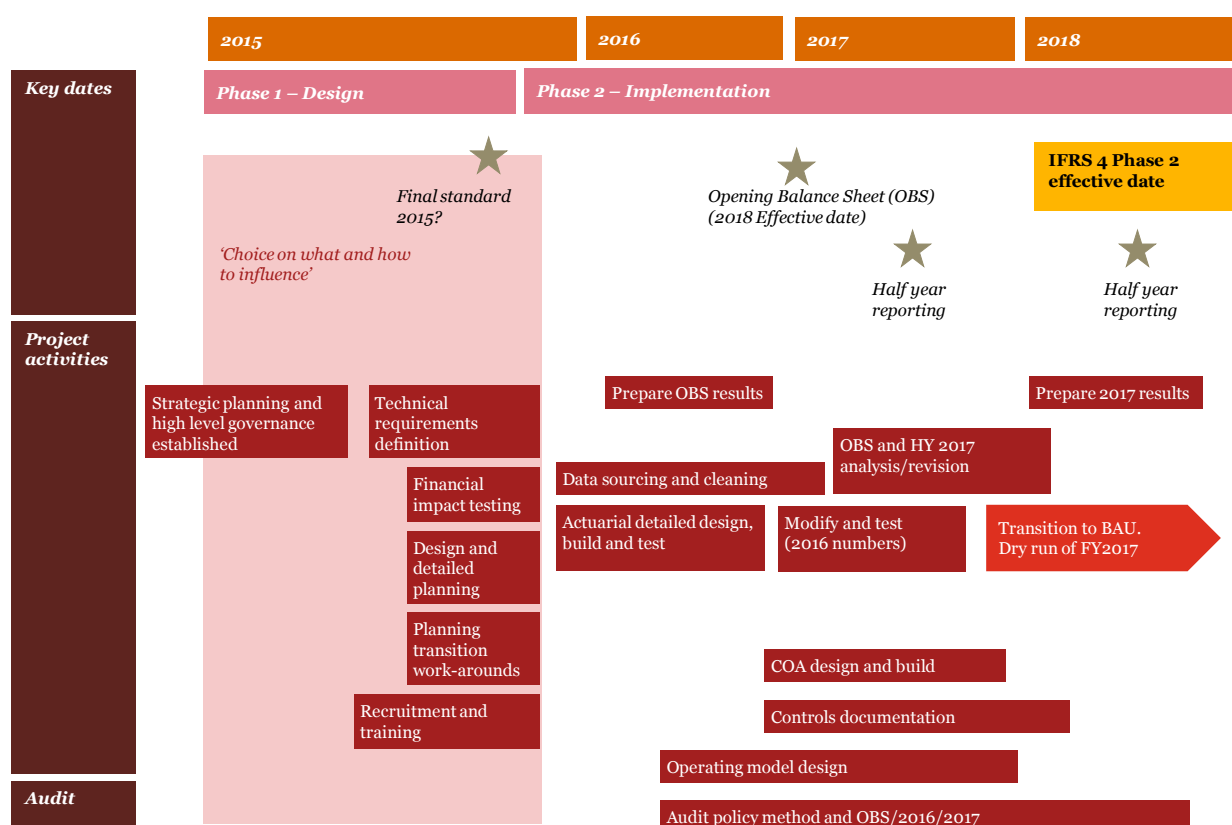 2015
2016
2017
2018
Key dates
Phase 1 – Design
Phase 2 – Implementation
Final standard
2015?
Opening Balance Sheet (OBS)
(2018 Effective date)
IFRS 4 Phase 2
effective date
‘Choice on what and how
to influence’
Half year
reporting
Half year
reporting
Project
activities
Strategic planning and
high level governance
established
Technical
requirements
definition
Prepare OBS results
Prepare 2017 results
OBS and HY 2017
analysis/revision
Financial
impact testing
Data sourcing and cleaning
Actuarial detailed design,
build and test
Modify and test
(2016 numbers)
Transition to BAU.
Dry run of FY2017
Design and
detailed
planning
Planning
transition
work-arounds
COA design and build
Recruitment and
training
Controls documentation
Operating model design
Audit
Audit policy method and OBS/2016/2017